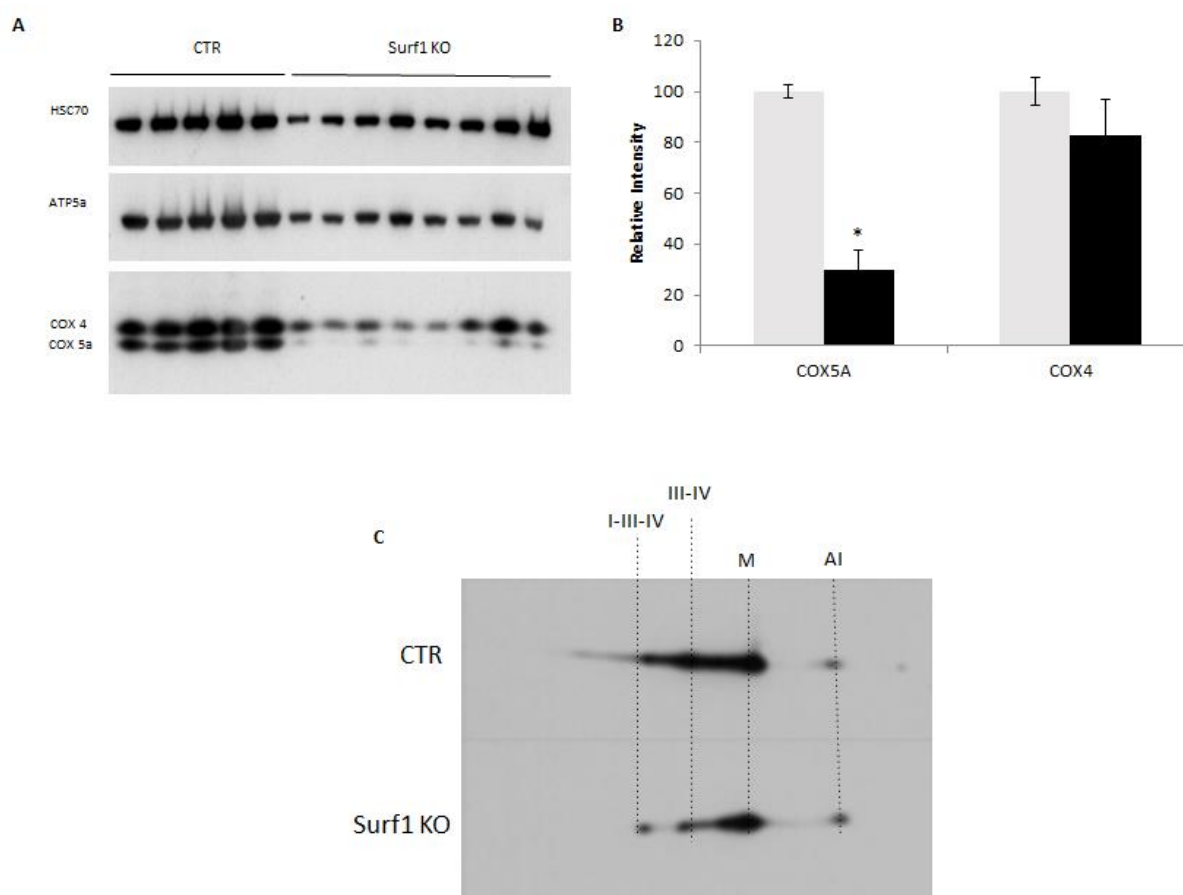 A
CTR Surf1 KO
HSC70
ATP5a
COX 4
COX 5a
B
Relative Intensity
120
100
80
60
40
20
0
*
COX5A COX4
C
III-IV
I-III-IV
M AI
CTR
Surf1 KO